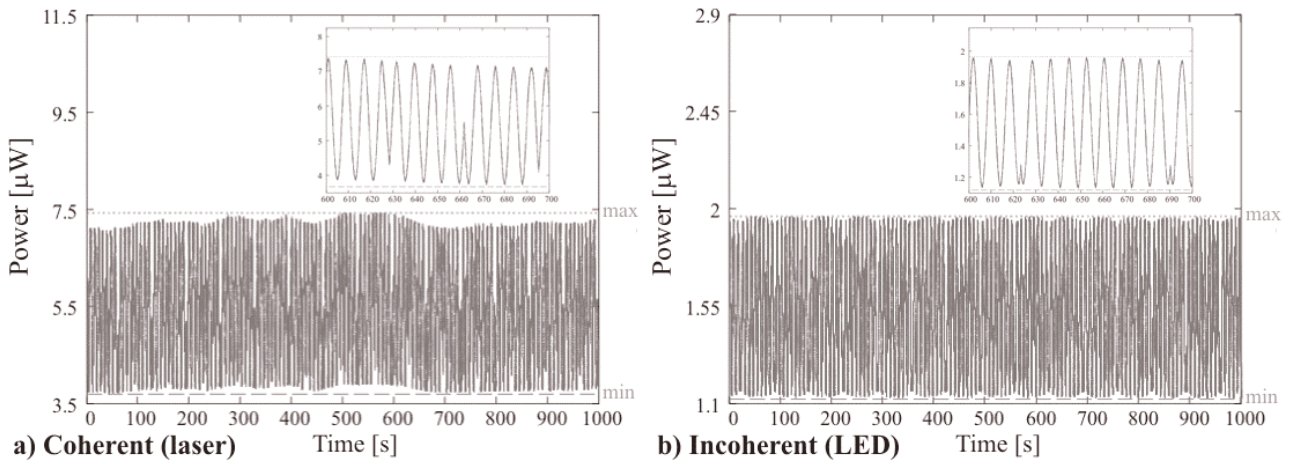 Power [μW]
11.5
9.5
7.5
5.5
3.5
8
7
6
5
4
600 610 620 630 640 650 660 670 680 690 700
max
min
0 100 200 300 400 500 600 700 800 900 1000
a) Coherent (laser) Time [s]
Power [μW]
2.9
2.45
2
1.55
1.1
2
1.8
1.6
1.4
1.2
600 610 620 630 640 650 660 670 680 690 700
max
min
0 100 200 300 400 500 600 700 800 900 1000
b) Incoherent (LED) Time [s]